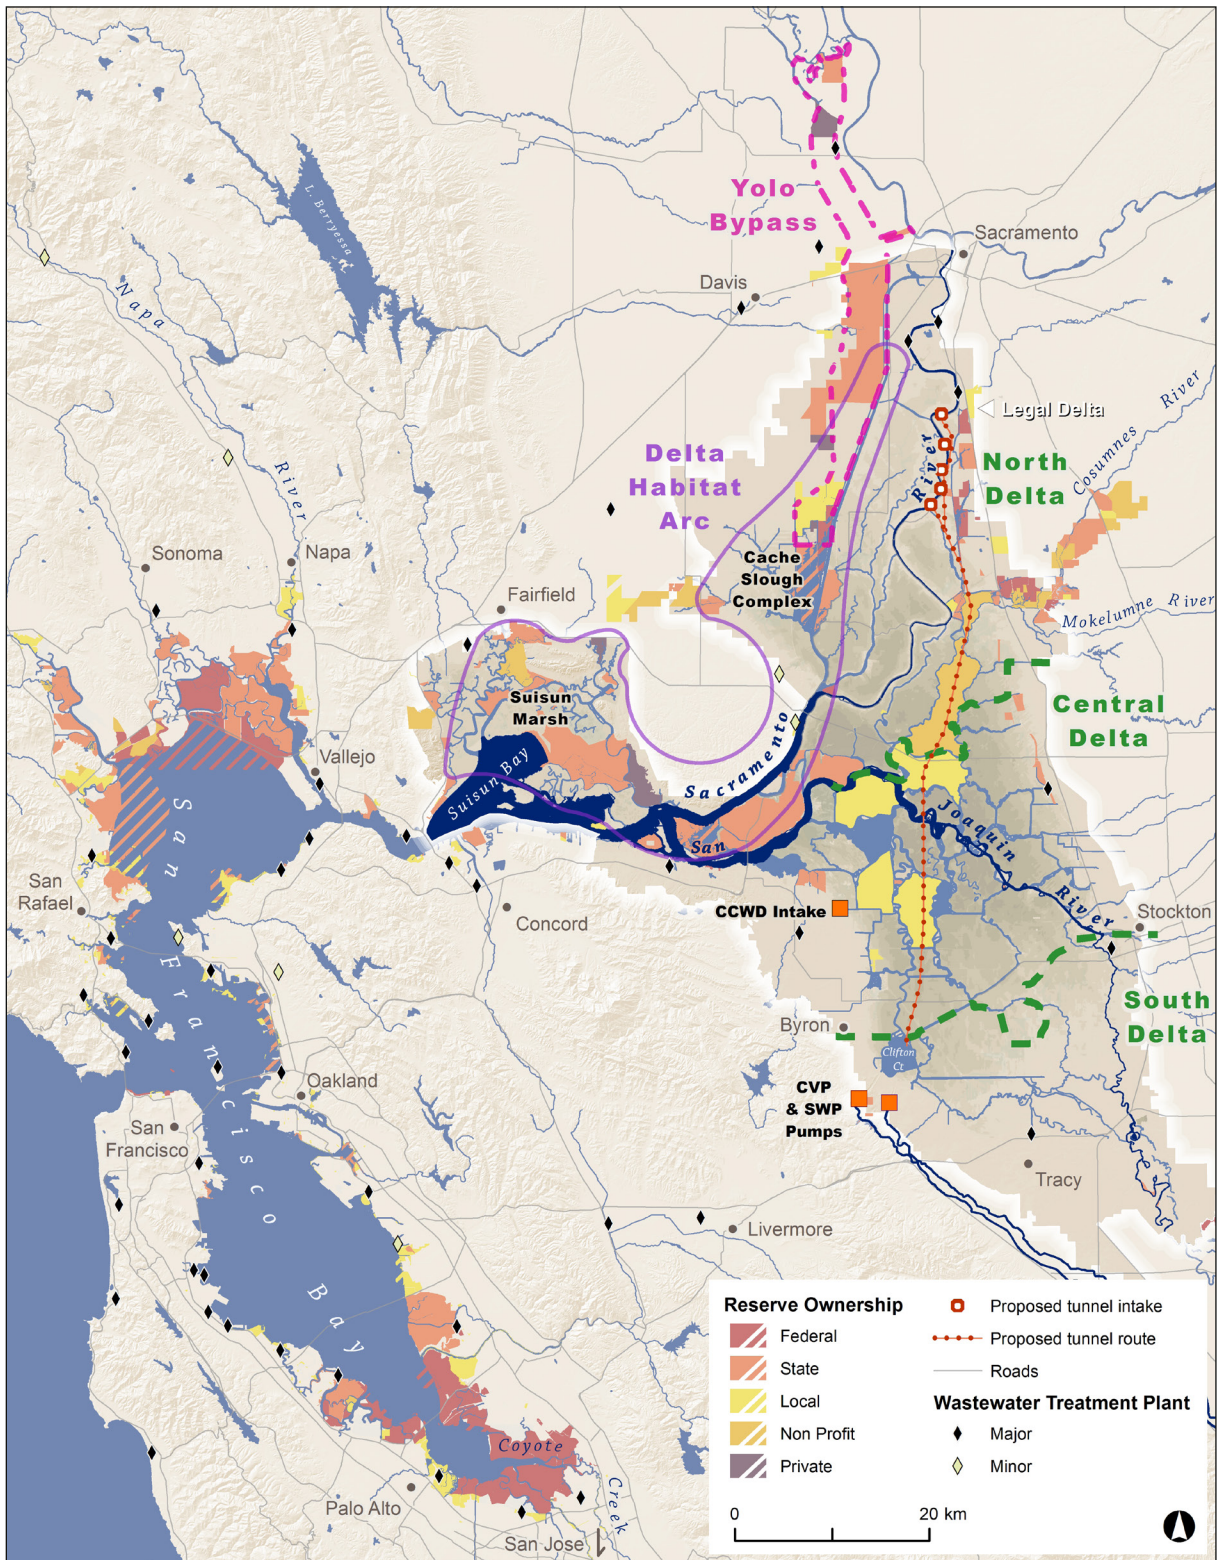 Yolo
Bypass
Sacramento
L. Berryessa
Davis
Napa
River
Legal Delta
Cosumnes River
Delta
Habitat
Arc
North
Delta
River
Sonoma
Napa
Cache
Slough
Complex
Fairfield
Mokelumne River
Suisun
Marsh
Central
Delta
Vallejo
Suisun Bay
Sacramento
San
Joaquin
River
San
Rafael
Concord
CCWD Intake
Stockton
San
Francisco
Bay
South
Delta
Byron
Clifton
Ct
Oakland
CVP
& SWP
Pumps
San
Francisco
Tracy
Livermore
Coyote
Creek
Palo Alto
San Jose
Reserve Ownership
Federal
State
Local
Non Profit
Private
Proposed tunnel intake
Proposed tunnel route
Roads
Wastewater Treatment Plant
Major
Minor
0 20 km